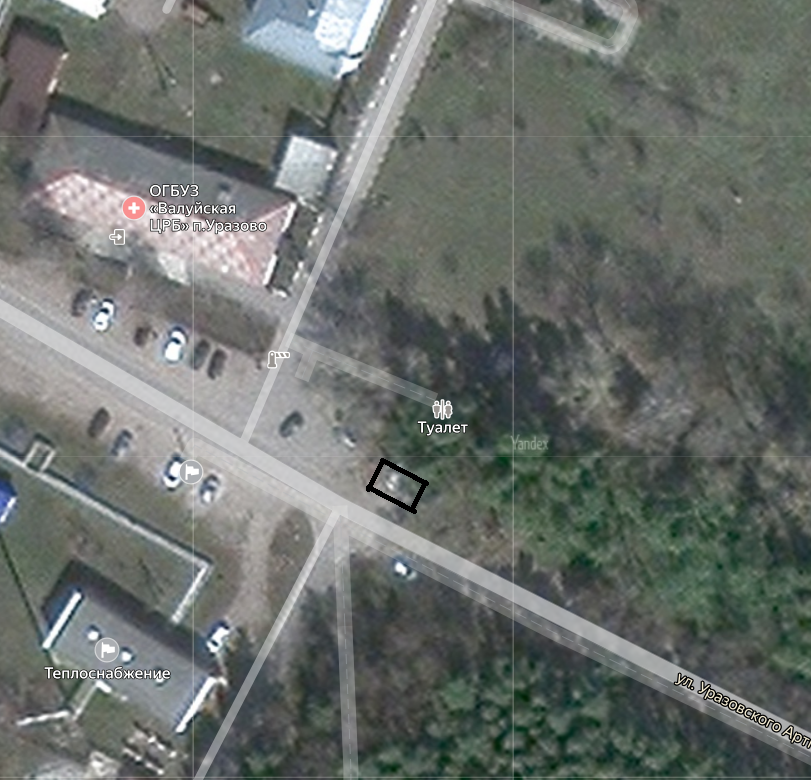 ОГБУЗ
«Валуйская
ЦРБ» п.Уразово
Туалет
Yandex
Теплоснабжение
ул. Уразовского Арт